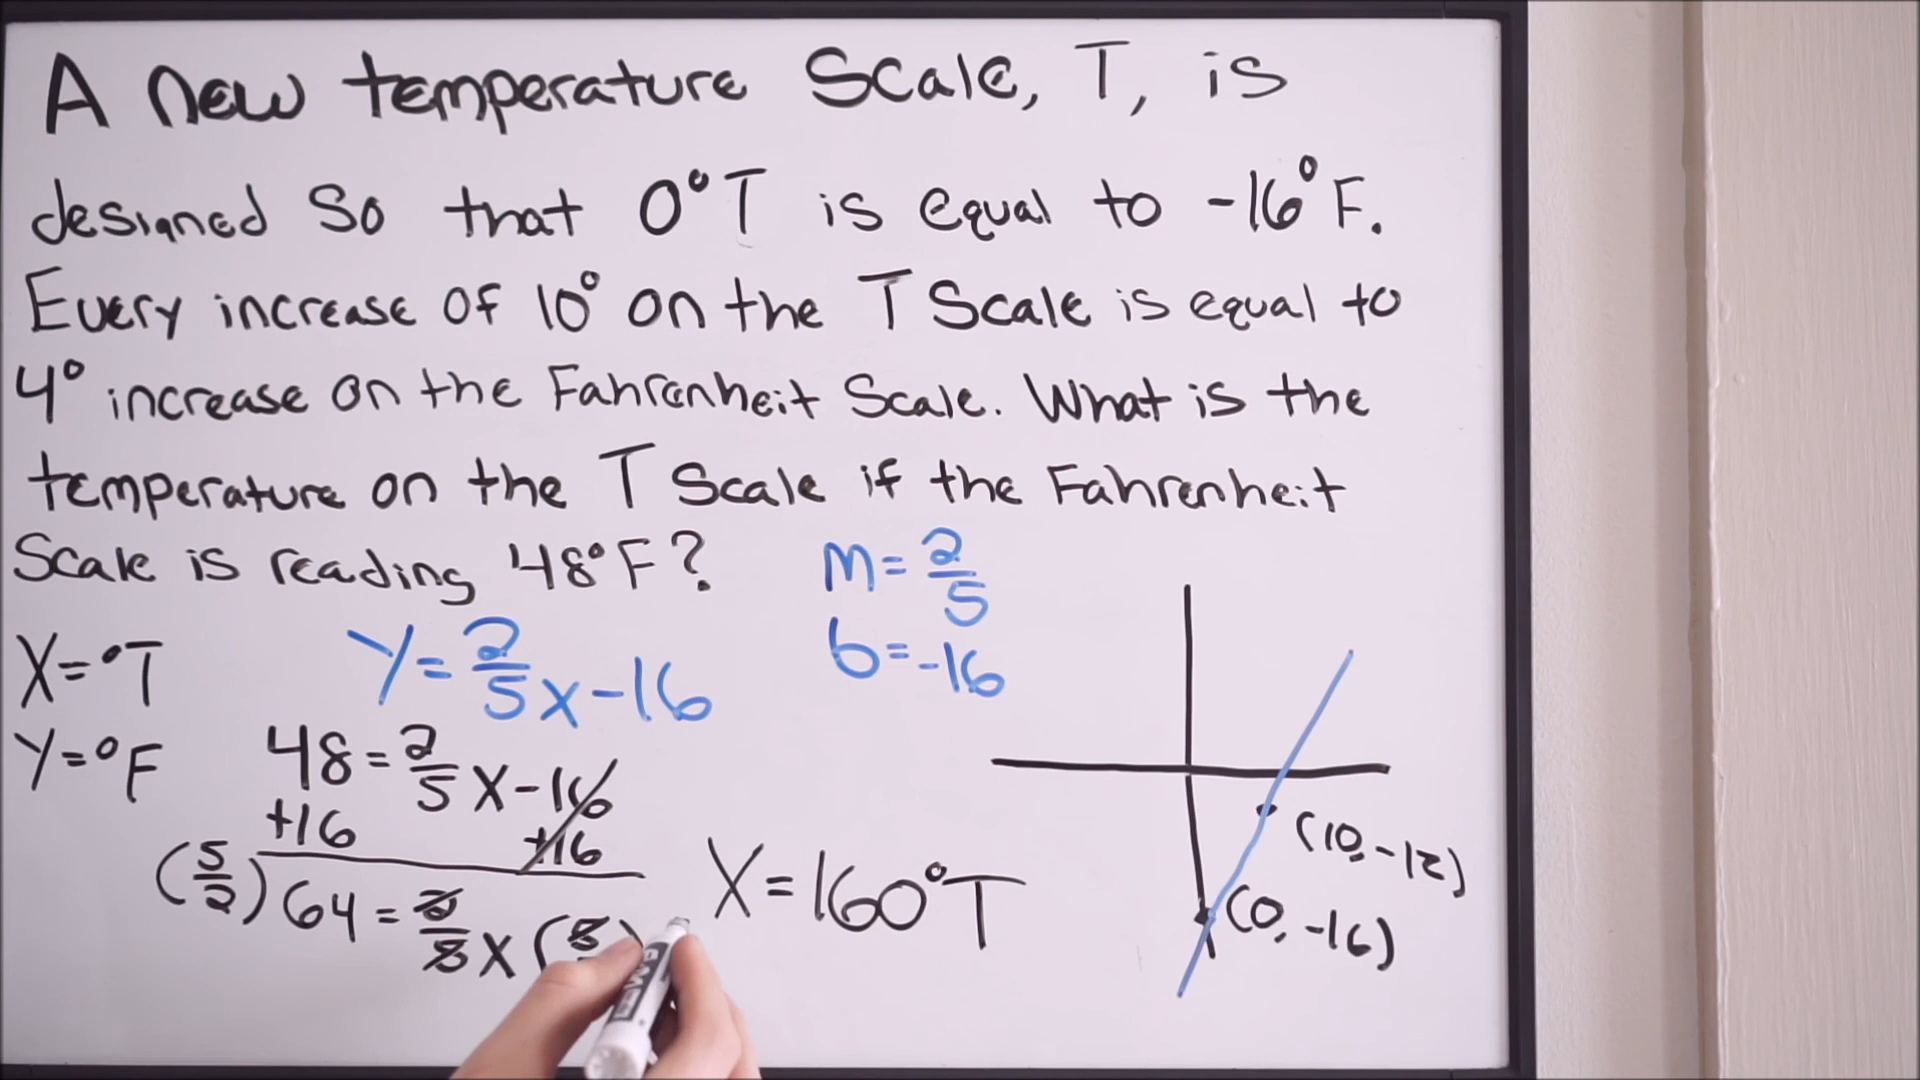 A new temperature Scale, T, is
designed So that 0°T is equal to -16°F.
Every increase of 10° on the T Scale is equal to
4° increase on the Fahrenheit Scale. What is the
temperature on the T Scale if the Fahrenheit
Scale is reading 48°F?
m = 2/5
b = -16
X = °T
Y = °F
Y = 2/5 x - 16
48 = 2/5 X - 16
+16 +16
(5/2) 64 = 2/5 X (5
X = 160°T
(10, -12)
(0, -16)